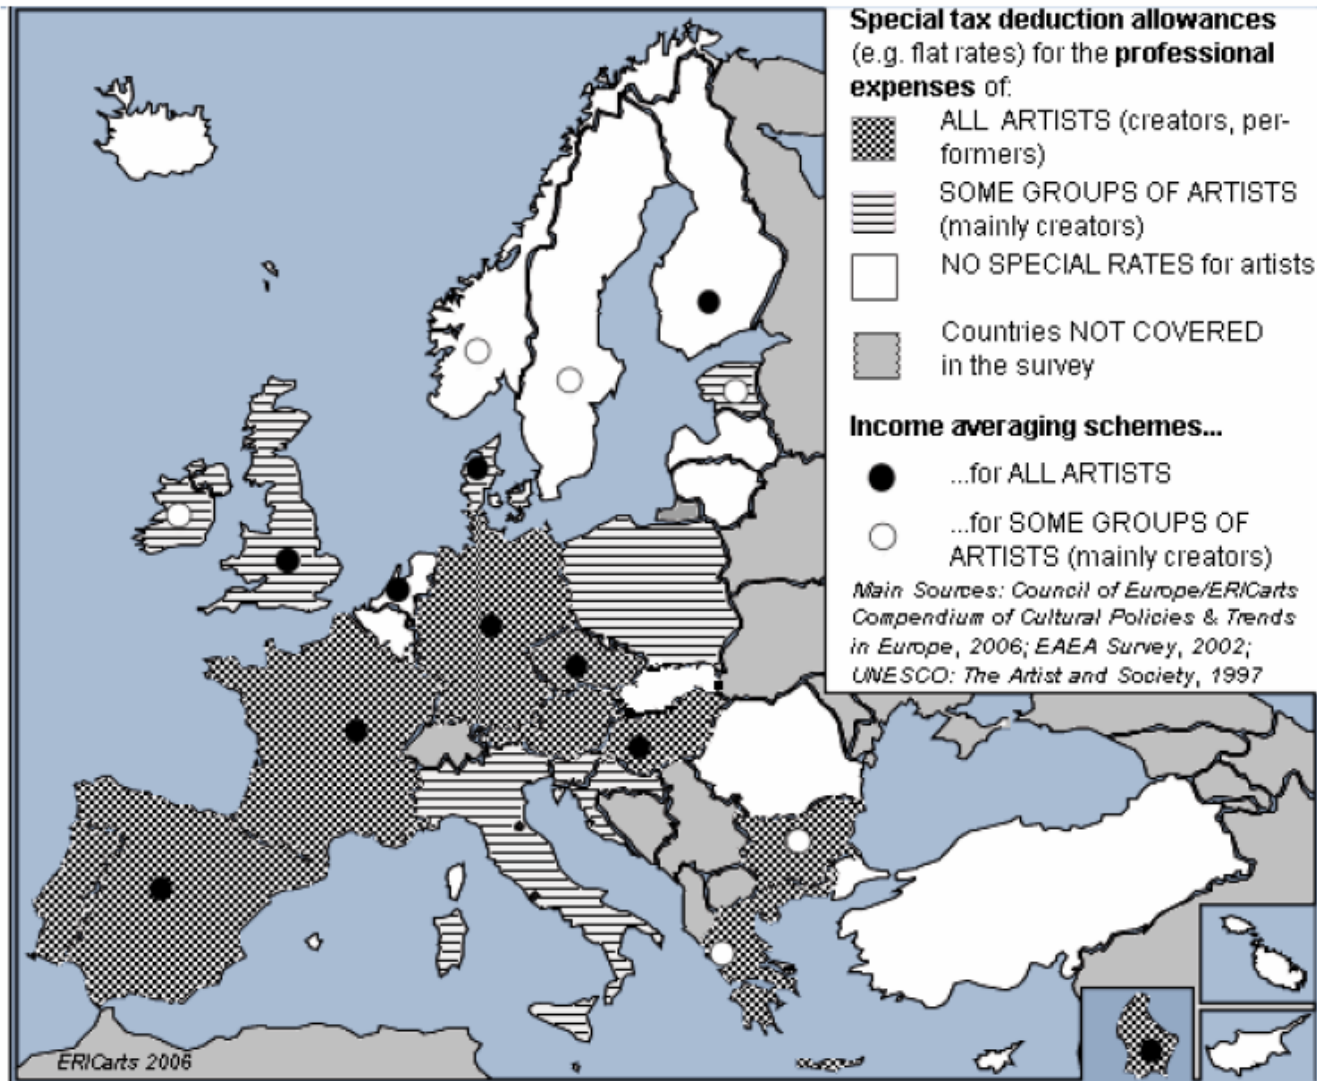 Special tax deduction allowances
(e.g. flat rates) for the professional
expenses of:
ALL ARTISTS (creators, per-
formers)
SOME GROUPS OF ARTISTS
(mainly creators)
NO SPECIAL RATES for artists
Countries NOT COVERED
in the survey
Income averaging schemes...
...for ALL ARTISTS
...for SOME GROUPS OF
ARTISTS (mainly creators)
Main Sources: Council of Europe/ERICarts
Compendium of Cultural Policies & Trends
in Europe, 2006; EAEA Survey, 2002;
UNESCO: The Artist and Society, 1997
ERICarts 2006